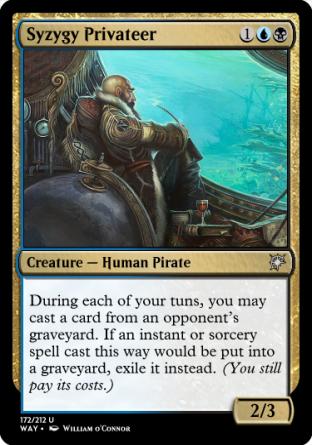 Syzygy Privateer 1
Creature — Human Pirate
During each of your tuns, you may
cast a card from an opponent's
graveyard. If an instant or sorcery
spell cast this way would be put into
a graveyard, exile it instead. (You still
pay its costs.)
2/3
172/212 U
WAY • William O'Connor